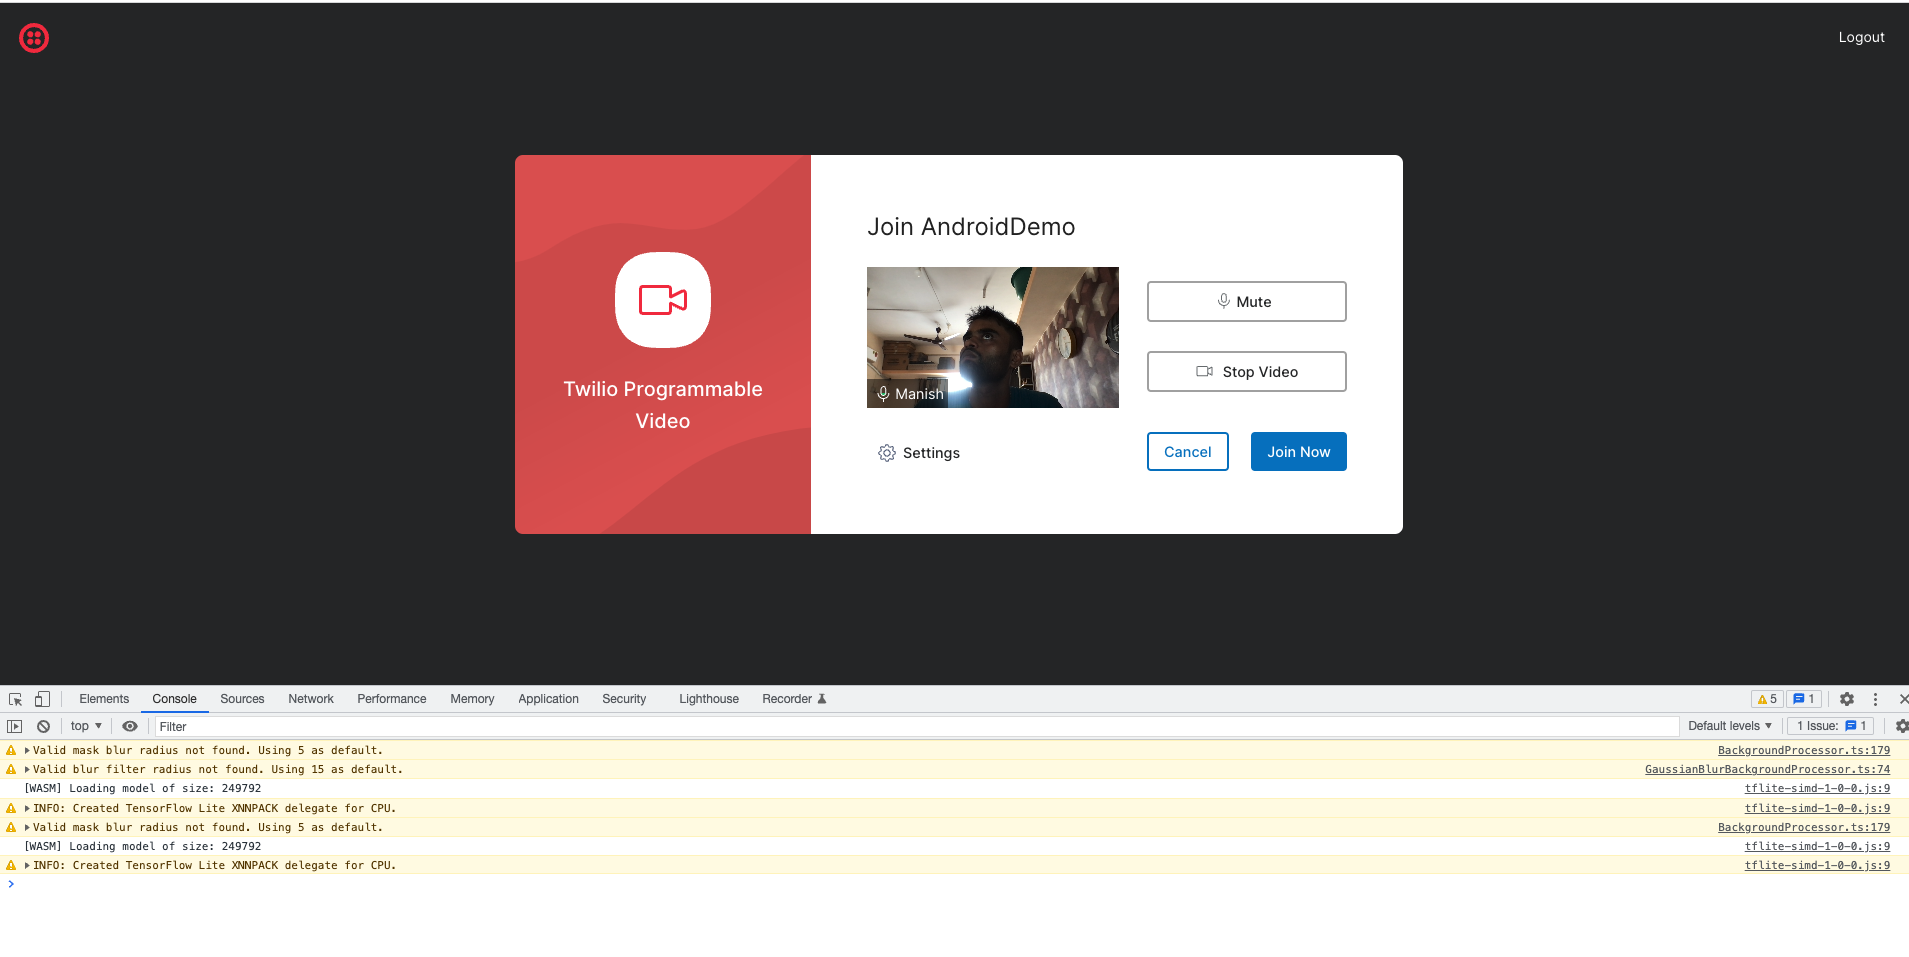 Logout
Twilio Programmable
Video
Join AndroidDemo
Manish
Mute
Stop Video
Settings
Cancel
Join Now
Elements Console Sources Network Performance Memory Application Security Lighthouse Recorder 5 1
top Filter Default levels 1 Issue: 1
Valid mask blur radius not found. Using 5 as default. BackgroundProcessor.ts:179
Valid blur filter radius not found. Using 15 as default. GaussianBlurBackgroundProcessor.ts:74
[WASM] Loading model of size: 249792 tflite-simd-1-0-0.js:9
INFO: Created TensorFlow Lite XNNPACK delegate for CPU. tflite-simd-1-0-0.js:9
Valid mask blur radius not found. Using 5 as default. BackgroundProcessor.ts:179
[WASM] Loading model of size: 249792 tflite-simd-1-0-0.js:9
INFO: Created TensorFlow Lite XNNPACK delegate for CPU. tflite-simd-1-0-0.js:9